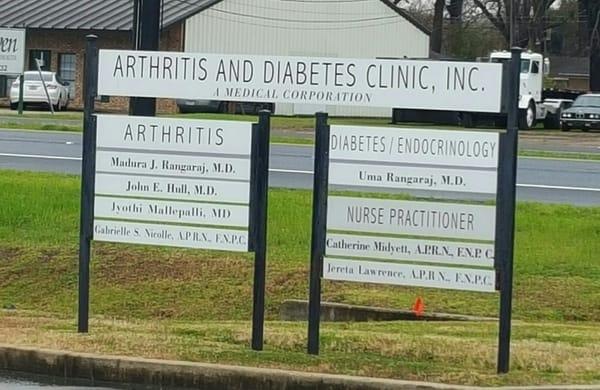 ven
ARTHRITIS AND DIABETES CLINIC, INC.
A MEDICAL CORPORATION
ARTHRITIS
Madura J. Rangaraj, M.D.
John E. Hull, M.D.
Jyothi Mallepalli, MD
Gabrielle S. Nicolle, A.P.R.N., F.N.P.C.
DIABETES / ENDOCRINOLOGY
Uma Rangaraj, M.D.
NURSE PRACTITIONER
Catherine Midyett, A.P.R.N., F.N.P. C.
Jereta Lawrence, A.P.R N., F.N.P.C.